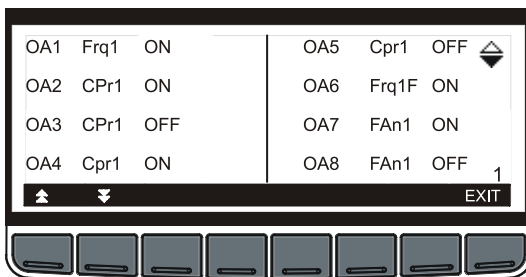 OA1 Frq1 ON
OA2 CPr1 ON
OA3 CPr1 OFF
OA4 Cpr1 ON
OA5 Cpr1 OFF
OA6 Frq1F ON
OA7 FAn1 ON
OA8 FAn1 OFF
1
EXIT